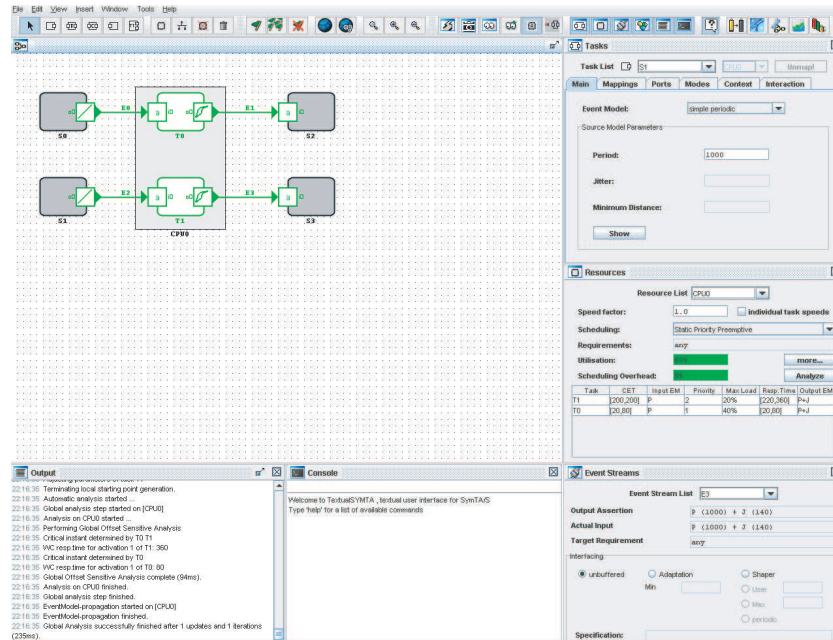 File Edit View Insert Window Tools Help
Tasks
Task List S1 CPU0 Unmap!
Main Mappings Ports Modes Context Interaction
Event Model: simple periodic
Source Model Parameters
Period: 1000
Jitter:
Minimum Distance:
Show
S0 E0 T0 E1 S2
S1 E2 T1 E3 S3
CPU0
Resources
Resource List CPU0
Speed factor: 1.0 individual task speeds
Scheduling: Static Priority Preemptive
Requirements: any
Utilisation: more...
Scheduling Overhead: Analyze
Task CET Input EM Priority Max Load Resp.Time Output EM
T1 [200,200] P 2 20% [220,360] P+J
T0 [20,80] P 1 40% [20,80] P+J
Output
Terminating local starting point generation.
22:16:35 Automatic analysis started ...
22:16:35 Global analysis step started on [CPU0]
22:16:35 Analysis on CPU0 started ...
22:16:35 Performing Global Offset Sensitive Analysis
22:16:35 Critical instant determined by T0 T1
22:16:35 WC resp.time for activation 1 of T1: 360
22:16:35 Critical instant determined by T0
22:16:35 WC resp.time for activation 1 of T0: 80
22:16:35 Global Offset Sensitive Analysis complete (94ms).
22:16:35 Analysis on CPU0 finished.
22:16:35 Global analysis step finished.
22:16:35 EventModel-propagation started on [CPU0]
22:16:35 EventModel-propagation finished.
22:16:35 Global Analysis successfully finished after 1 updates and 1 iterations
(235ms).
Console
Welcome to TextualSYMTA , textual user interface for SymTA/S
Type 'help' for a list of available commands
Event Streams
Event Stream List E3
Output Assertion P (1000) + J (140)
Actual Input P (1000) + J (140)
Target Requirement any
Interfacing
unbuffered Adaptation Shaper
Min User
Max
periodic
Specification: